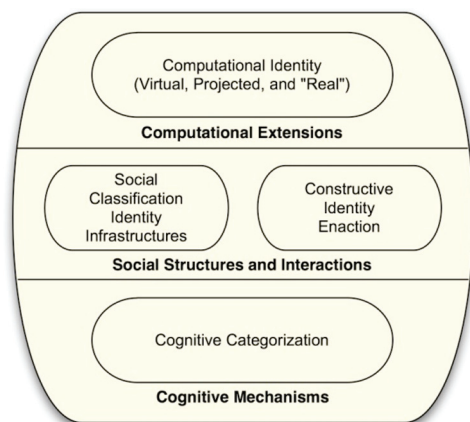 Computational Identity
(Virtual, Projected, and "Real")
Computational Extensions
Social
Classification
Identity
Infrastructures
Constructive
Identity
Enaction
Social Structures and Interactions
Cognitive Categorization
Cognitive Mechanisms